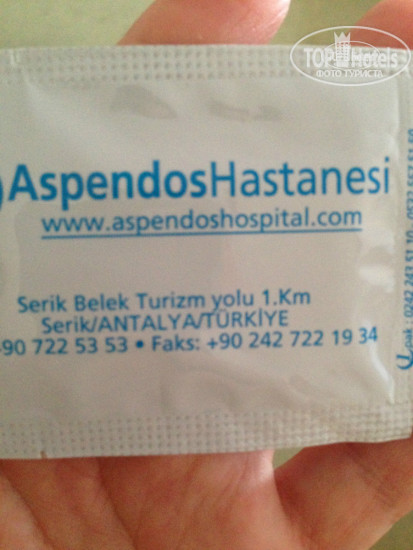 TOP Hotels
ФОТО ТУРИСТА
AspendosHastanesi
www.aspendoshospital.com
Serik Belek Turizm yolu 1.Km
Serik/ANTALYA/TÜRKİYE
+90 722 53 53 • Faks: +90 242 722 19 34